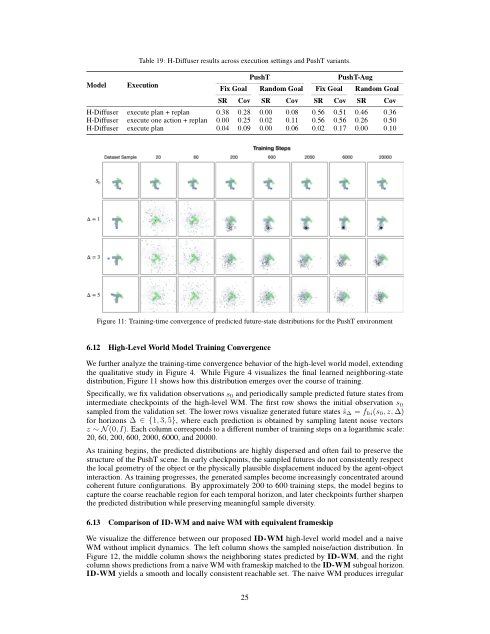 Table 19: H-Diffuser results across execution settings and PushT variants.
Model Execution PushT PushT-Aug
Fix Goal Random Goal Fix Goal Random Goal
SR Cov SR Cov SR Cov SR Cov
H-Diffuser execute plan + replan 0.38 0.28 0.00 0.08 0.56 0.51 0.46 0.36
H-Diffuser execute one action + replan 0.00 0.25 0.02 0.11 0.56 0.56 0.26 0.50
H-Diffuser execute plan 0.04 0.09 0.00 0.06 0.02 0.17 0.00 0.10
Training Steps
Dataset Sample 20 60 200 600 2000 6000 20000
S₀
Δ = 1
Δ = 3
Δ = 5
Figure 11: Training-time convergence of predicted future-state distributions for the PushT environment
6.12 High-Level World Model Training Convergence
We further analyze the training-time convergence behavior of the high-level world model, extending
the qualitative study in Figure 4. While Figure 4 visualizes the final learned neighboring-state
distribution, Figure 11 shows how this distribution emerges over the course of training.
Specifically, we fix validation observations s₀ and periodically sample predicted future states from
intermediate checkpoints of the high-level WM. The first row shows the initial observation s₀
sampled from the validation set. The lower rows visualize generated future states ŝ_Δ = f_hi(s₀, z, Δ)
for horizons Δ ∈ {1, 3, 5}, where each prediction is obtained by sampling latent noise vectors
z ∼ N(0, I). Each column corresponds to a different number of training steps on a logarithmic scale:
20, 60, 200, 600, 2000, 6000, and 20000.
As training begins, the predicted distributions are highly dispersed and often fail to preserve the
structure of the PushT scene. In early checkpoints, the sampled futures do not consistently respect
the local geometry of the object or the physically plausible displacement induced by the agent-object
interaction. As training progresses, the generated samples become increasingly concentrated around
coherent future configurations. By approximately 200 to 600 training steps, the model begins to
capture the coarse reachable region for each temporal horizon, and later checkpoints further sharpen
the predicted distribution while preserving meaningful sample diversity.
6.13 Comparison of ID-WM and naive WM with equivalent frameskip
We visualize the difference between our proposed ID-WM high-level world model and a naive
WM without implicit dynamics. The left column shows the sampled noise/action distribution. In
Figure 12, the middle column shows the neighboring states predicted by ID-WM, and the right
column shows predictions from a naive WM with frameskip matched to the ID-WM subgoal horizon.
ID-WM yields a smooth and locally consistent reachable set. The naive WM produces irregular
25